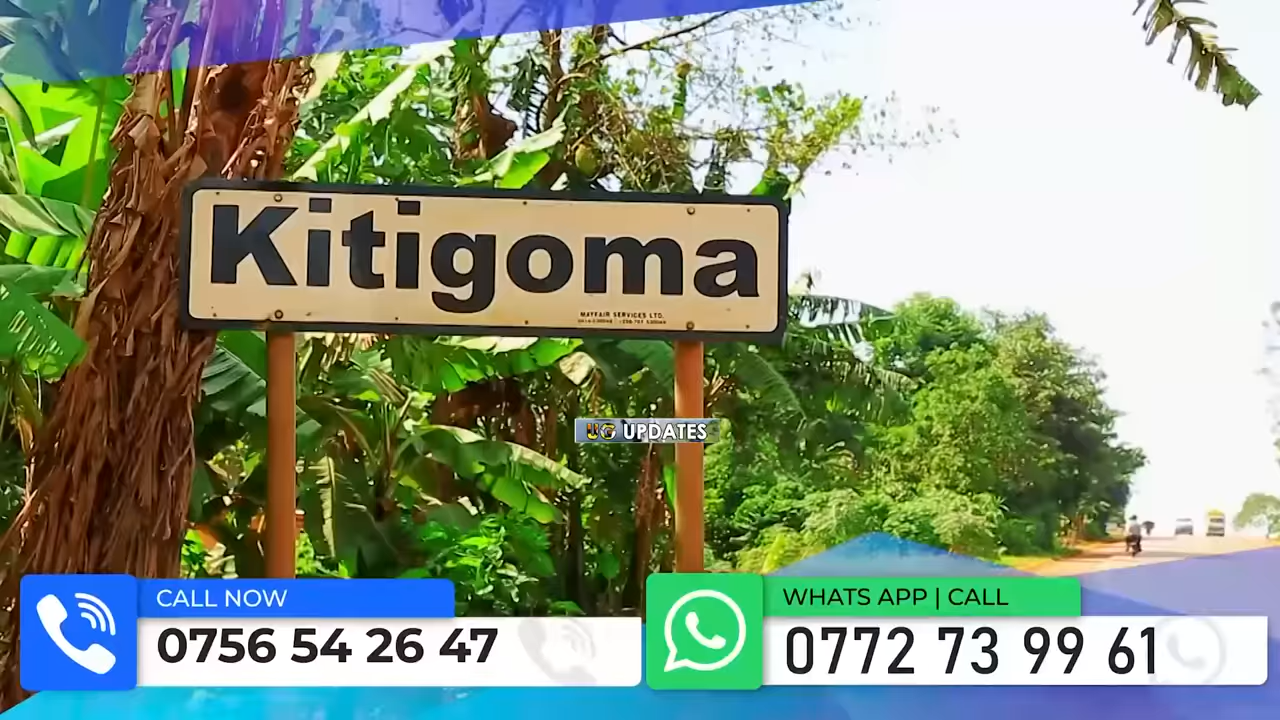 Kitigoma
MAYFAIR SERVICES LTD.
UG UPDATES
CALL NOW
0756 54 26 47
WHATS APP | CALL
0772 73 99 61